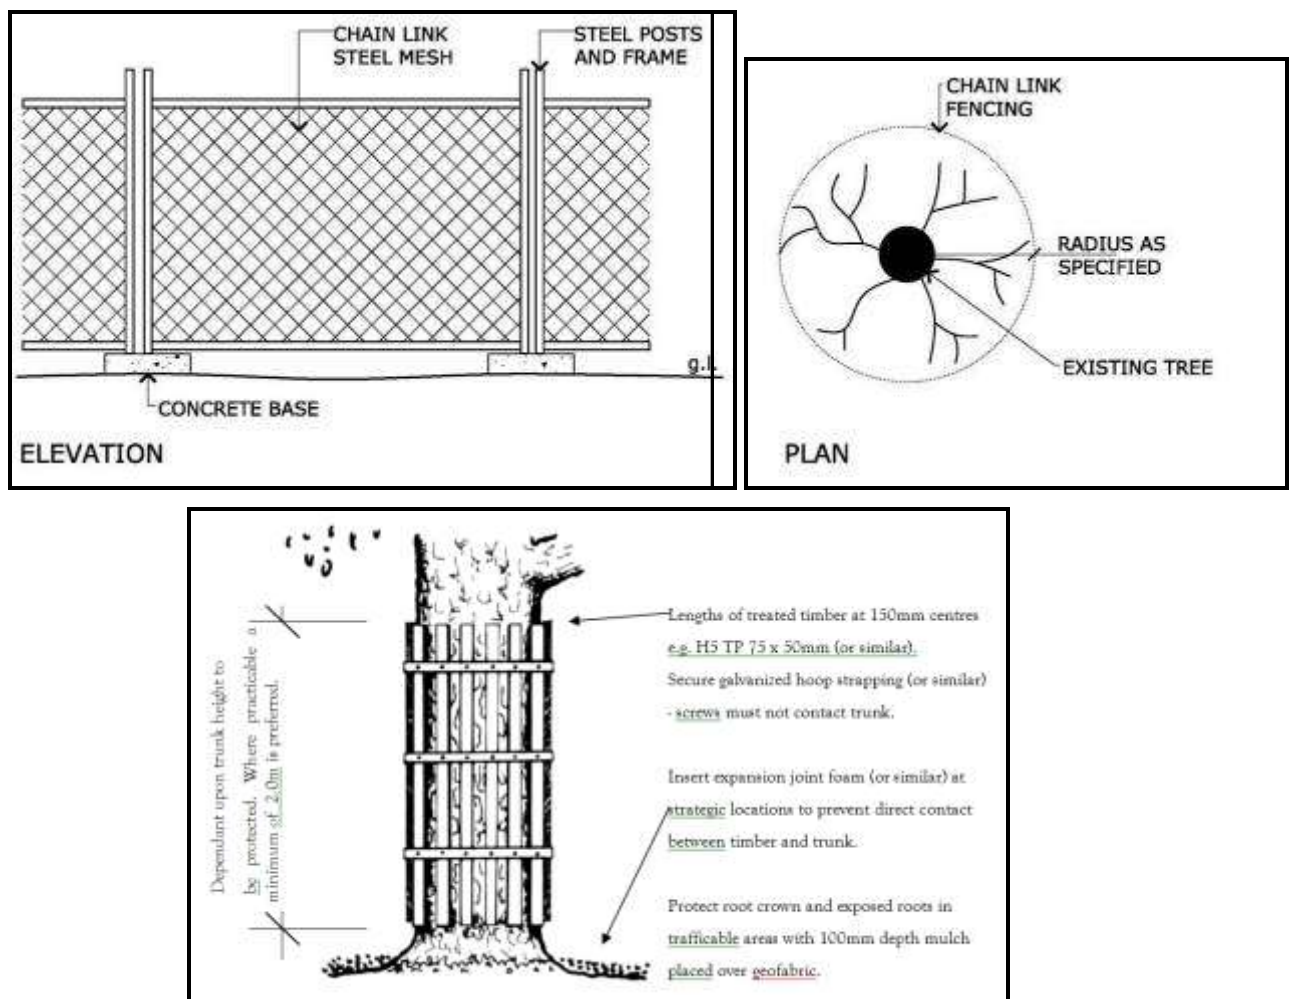 CHAIN LINK
STEEL MESH
STEEL POSTS
AND FRAME
g.l.
CONCRETE BASE
ELEVATION
CHAIN LINK
FENCING
RADIUS AS
SPECIFIED
EXISTING TREE
PLAN
Dependant upon trunk height to
be protected. Where practicable a
minimum of 2.0m is preferred.
Lengths of treated timber at 150mm centres
e.g. H5 TP 75 x 50mm (or similar).
Secure galvanized hoop strapping (or similar)
- screws must not contact trunk.
Insert expansion joint foam (or similar) at
strategic locations to prevent direct contact
between timber and trunk.
Protect root crown and exposed roots in
trafficable areas with 100mm depth mulch
placed over geofabric.